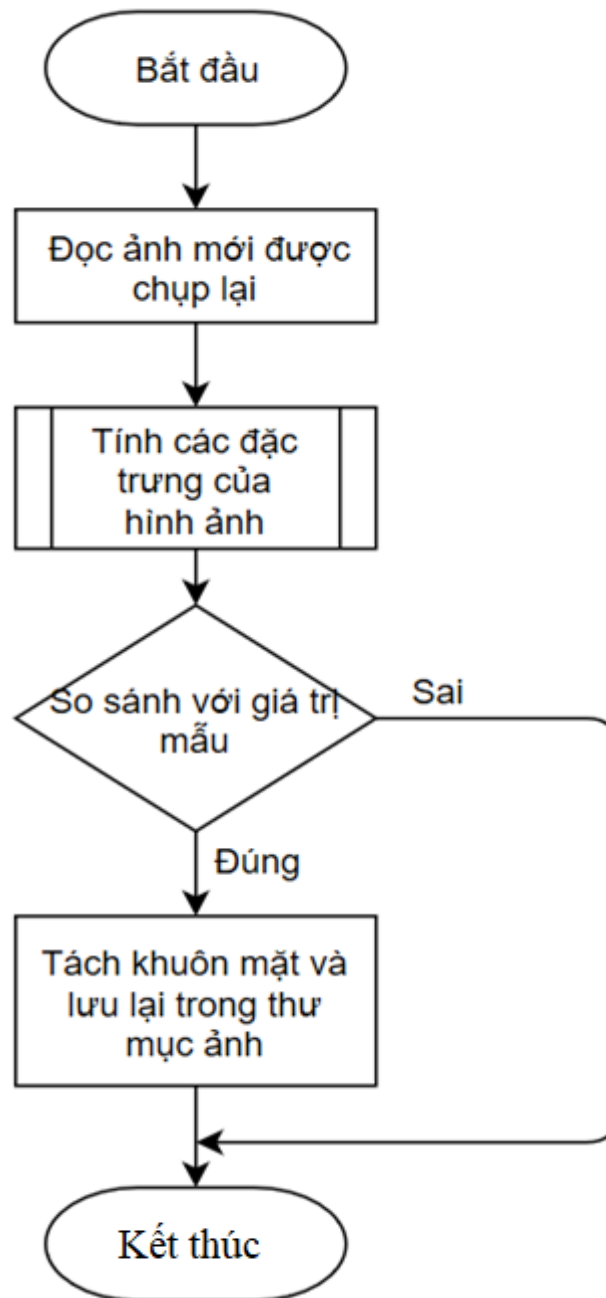 Bắt đầu
Đọc ảnh mới được
chụp lại
Tính các đặc
trưng của
hình ảnh
So sánh với giá trị
mẫu
Sai
Đúng
Tách khuôn mặt và
lưu lại trong thư
mục ảnh
Kết thúc